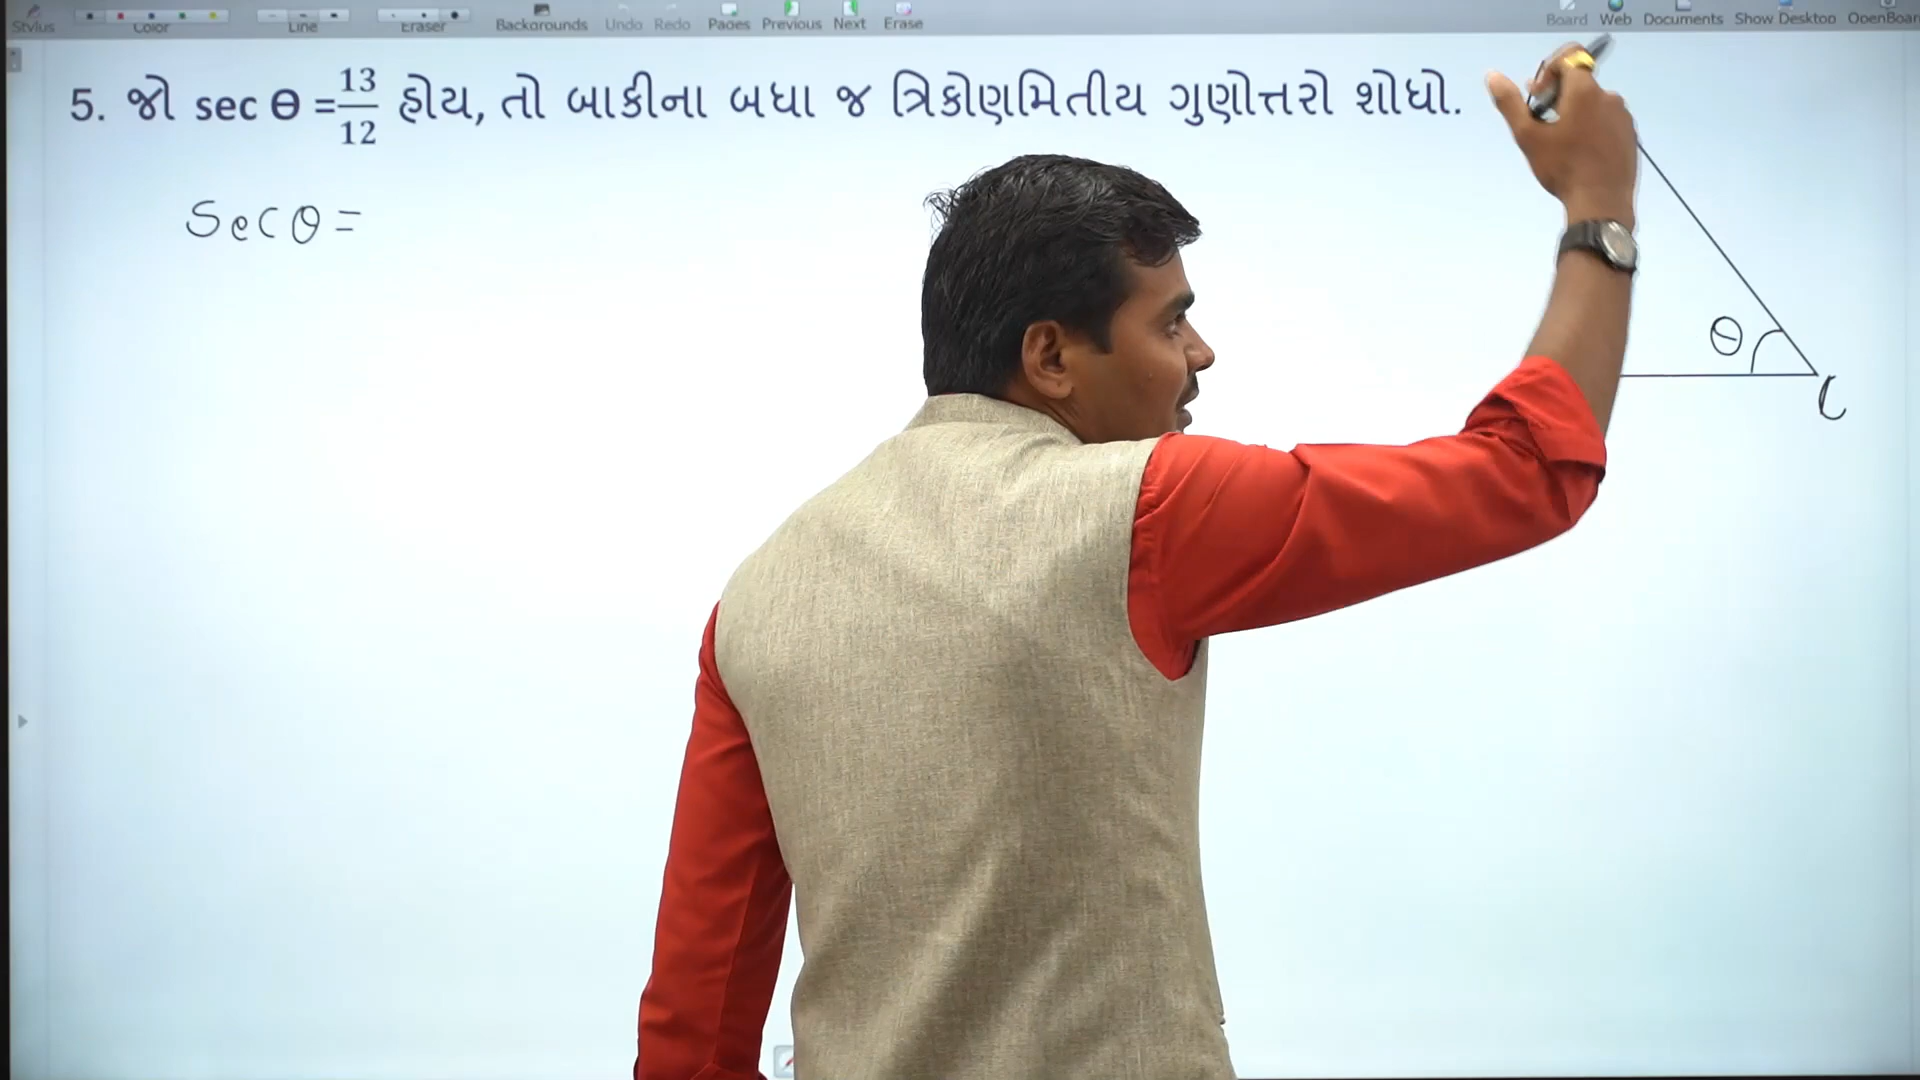 Stylus Color Line Eraser Backgrounds Undo Redo Pages Previous Next Erase Board Web Documents Show Desktop
5. જો sec Ɵ = 13/12 હોય, તો બાકીના બધા જ ત્રિકોણમિતીય ગુણોત્તરો શોધો.
Sec θ =
θ
C